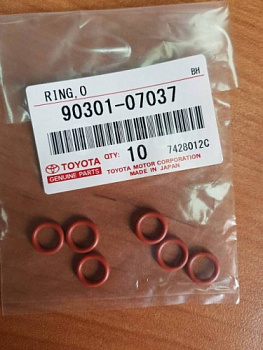 BH
RING,O
90301-07037
TOYOTA QTY: 10 7428012C
GENUINE PARTS TOYOTA MOTOR CORPORATION
MADE IN JAPAN